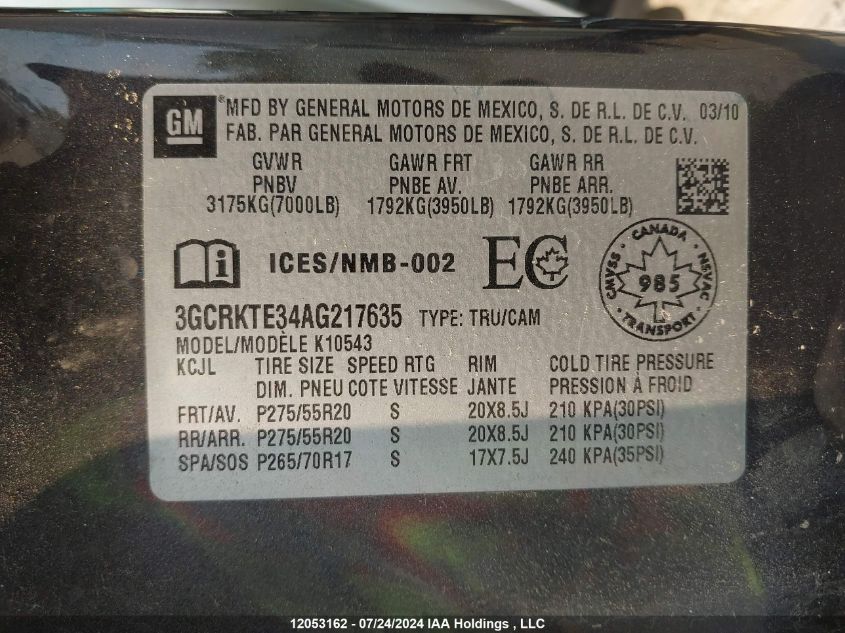 GM ®MFD BY GENERAL MOTORS DE MEXICO, S. DE R.L. DE C.V. 03/10
FAB. PAR GENERAL MOTORS DE MEXICO, S. DE R.L. DE C.V.
GVWR GAWR FRT GAWR RR
PNBV PNBE AV. PNBE ARR.
3175KG(7000LB) 1792KG(3950LB) 1792KG(3950LB)
i ICES/NMB-002 EC CANADA CMVSS NSVAC 985 TRANSPORT
3GCRKTE34AG217635 TYPE: TRU/CAM
MODEL/MODÈLE K10543
KCJL TIRE SIZE SPEED RTG RIM COLD TIRE PRESSURE
DIM. PNEU COTE VITESSE JANTE PRESSION À FROID
FRT/AV. P275/55R20 S 20X8.5J 210 KPA(30PSI)
RR/ARR. P275/55R20 S 20X8.5J 210 KPA(30PSI)
SPA/SOS P265/70R17 S 17X7.5J 240 KPA(35PSI)
12053162 - 07/24/2024 IAA Holdings , LLC